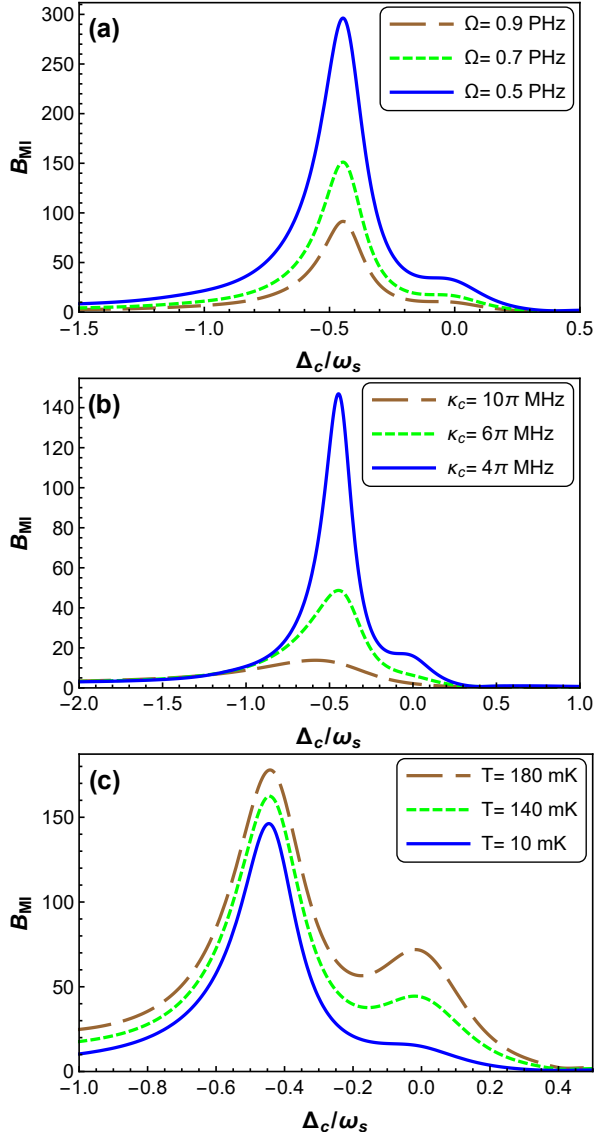 (a)
Ω= 0.9 PHz
Ω= 0.7 PHz
Ω= 0.5 PHz
300
250
200
150
100
50
0
B_MI
−1.5 −1.0 −0.5 0.0 0.5
Δ_c/ω_s
(b)
κ_c= 10π MHz
κ_c= 6π MHz
κ_c= 4π MHz
140
120
100
80
60
40
20
0
B_MI
−2.0 −1.5 −1.0 −0.5 0.0 0.5 1.0
Δ_c/ω_s
(c)
T= 180 mK
T= 140 mK
T= 10 mK
150
100
50
0
B_MI
−1.0 −0.8 −0.6 −0.4 −0.2 0.0 0.2 0.4
Δ_c/ω_s